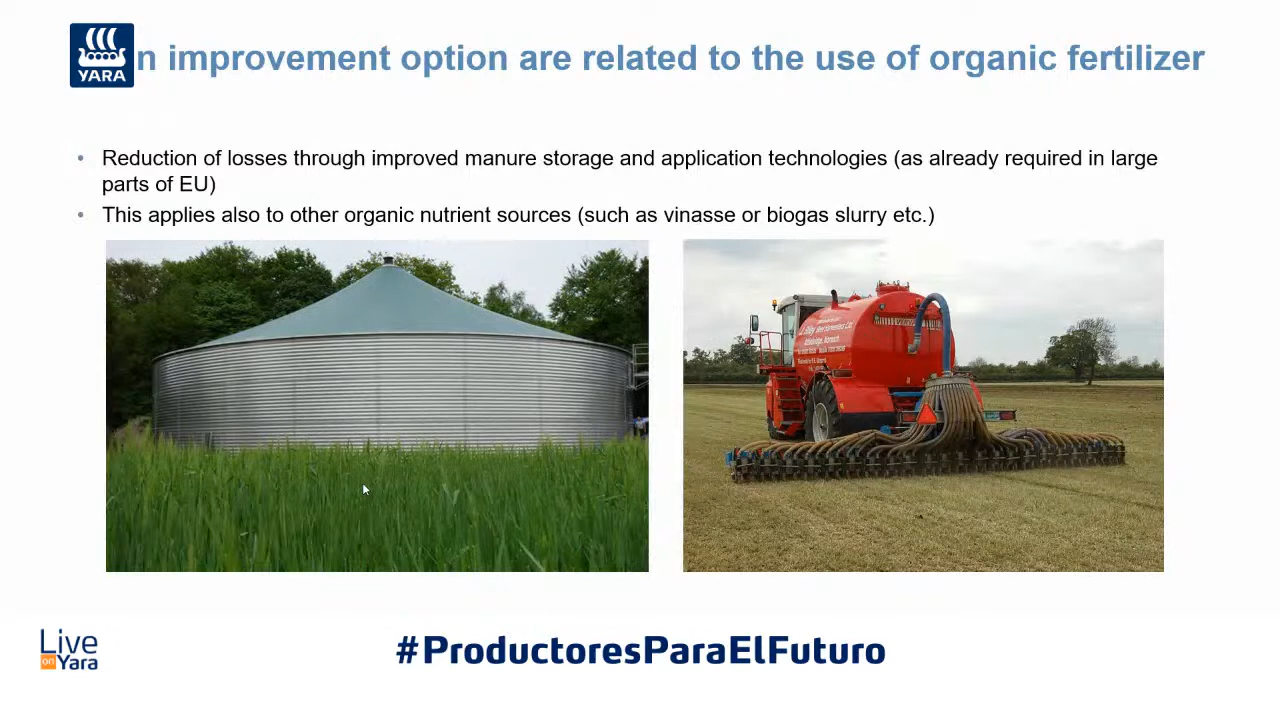 YARA
n improvement option are related to the use of organic fertilizer
• Reduction of losses through improved manure storage and application technologies (as already required in large
parts of EU)
• This applies also to other organic nutrient sources (such as vinasse or biogas slurry etc.)
Live
on Yara
#ProductoresParaElFuturo